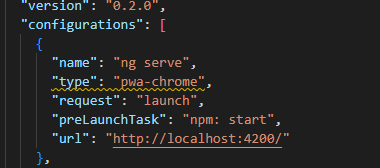 "version": "0.2.0",
"configurations": [
{
"name": "ng serve",
"type": "pwa-chrome",
"request": "launch",
"preLaunchTask": "npm: start",
"url": "http://localhost:4200/"
},